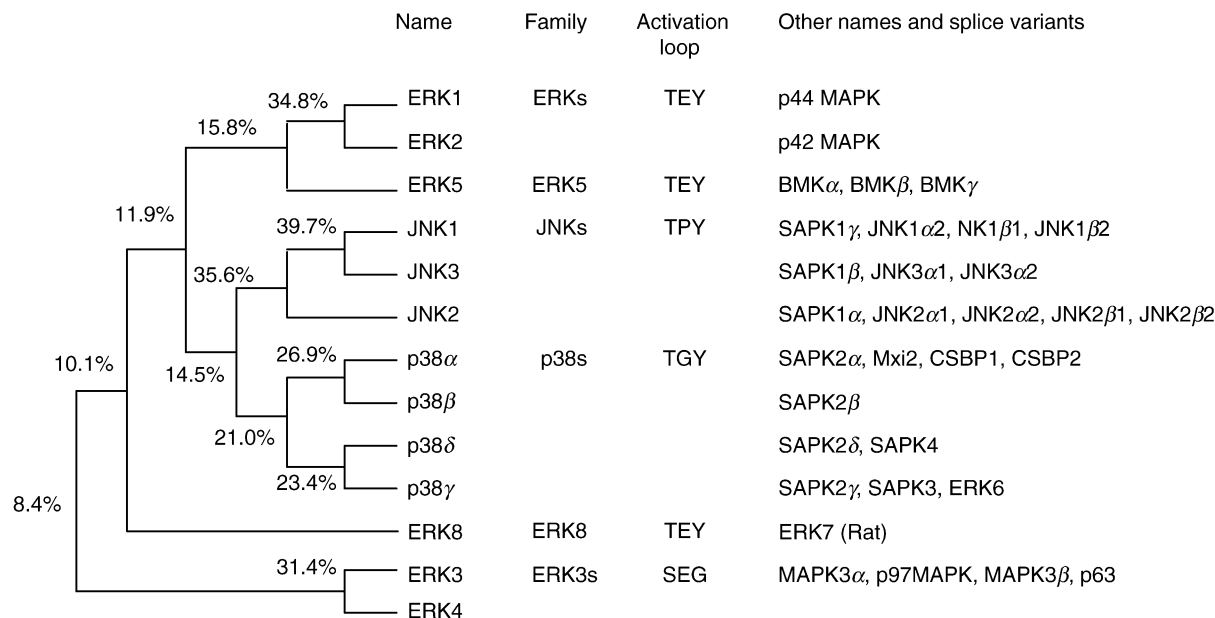 Name Family Activation loop Other names and splice variants
34.8% ERK1 ERKs TEY p44 MAPK
15.8% ERK2 p42 MAPK
ERK5 ERK5 TEY BMKα, BMKβ, BMKγ
11.9% 39.7% JNK1 JNKs TPY SAPK1γ, JNK1α2, NK1β1, JNK1β2
35.6% JNK3 SAPK1β, JNK3α1, JNK3α2
JNK2 SAPK1α, JNK2α1, JNK2α2, JNK2β1, JNK2β2
10.1% 14.5% 26.9% p38α p38s TGY SAPK2α, Mxi2, CSBP1, CSBP2
p38β SAPK2β
21.0% p38δ SAPK2δ, SAPK4
8.4% 23.4% p38γ SAPK2γ, SAPK3, ERK6
ERK8 ERK8 TEY ERK7 (Rat)
31.4% ERK3 ERK3s SEG MAPK3α, p97MAPK, MAPK3β, p63
ERK4